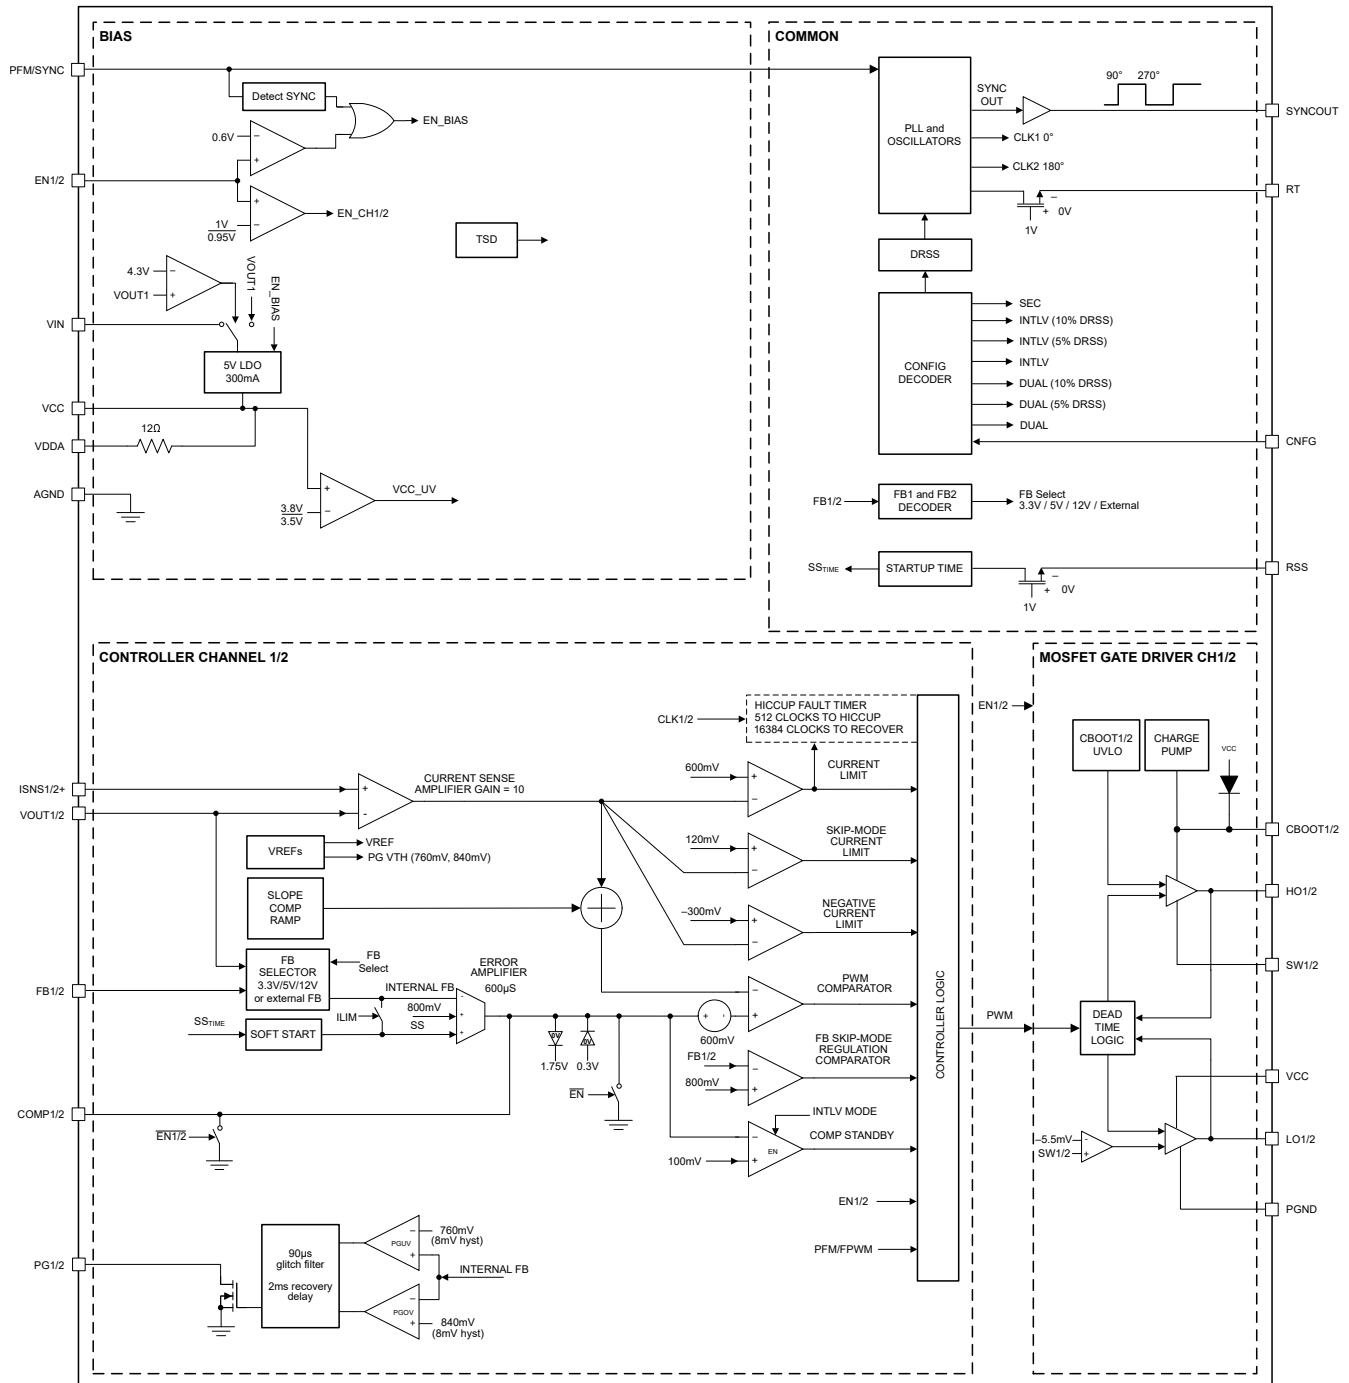 BIAS
PFM/SYNC
Detect SYNC
EN_BIAS
0.6V
–
+
EN1/2
+
–
EN_CH1/2
1V
0.95V
TSD
4.3V
–
VOUT1
+
VOUT1
EN_BIAS
VIN
5V LDO
300mA
VCC
12Ω
VDDA
AGND
+
–
3.8V
3.5V
VCC_UV
COMMON
PLL and
OSCILLATORS
SYNC
OUT
90°
270°
SYNCOUT
CLK1 0°
CLK2 180°
RT
–
+
0V
1V
DRSS
CONFIG
DECODER
SEC
INTLV (10% DRSS)
INTLV (5% DRSS)
INTLV
DUAL (10% DRSS)
DUAL (5% DRSS)
DUAL
CNFG
FB1/2
FB1 and FB2
DECODER
FB Select
3.3V / 5V / 12V / External
SSTIME
STARTUP TIME
–
+
0V
1V
RSS
CONTROLLER CHANNEL 1/2
CLK1/2
HICCUP FAULT TIMER
512 CLOCKS TO HICCUP
16384 CLOCKS TO RECOVER
ISNS1/2+
VOUT1/2
+
-
CURRENT SENSE
AMPLIFIER GAIN = 10
600mV
+
–
CURRENT
LIMIT
VREFs
VREF
PG VTH (760mV, 840mV)
120mV
+
–
SKIP-MODE
CURRENT
LIMIT
SLOPE
COMP
RAMP
–300mV
+
–
NEGATIVE
CURRENT
LIMIT
FB1/2
FB
SELECTOR
3.3V/5V/12V
or external FB
FB
Select
INTERNAL FB
ERROR
AMPLIFIER
600µS
-
800mV
+
SS
+
ILIM
SSTIME
SOFT START
0V
1.75V
0V
0.3V
EN
+
–
600mV
–
+
PWM
COMPARATOR
FB1/2
–
800mV
+
FB SKIP-MODE
REGULATION
COMPARATOR
INTLV MODE
–
EN
+
100mV
COMP STANDBY
COMP1/2
EN1/2
EN1/2
PFM/FPWM
CONTROLLER LOGIC
PG1/2
90µs
glitch filter
2ms recovery
delay
PGUV
–
+
760mV
(8mV hyst)
INTERNAL FB
PGOV
–
+
840mV
(8mV hyst)
MOSFET GATE DRIVER CH1/2
EN1/2
CBOOT1/2
UVLO
CHARGE
PUMP
VCC
CBOOT1/2
HO1/2
SW1/2
PWM
DEAD
TIME
LOGIC
VCC
–5.5mV
-
SW1/2
+
LO1/2
PGND